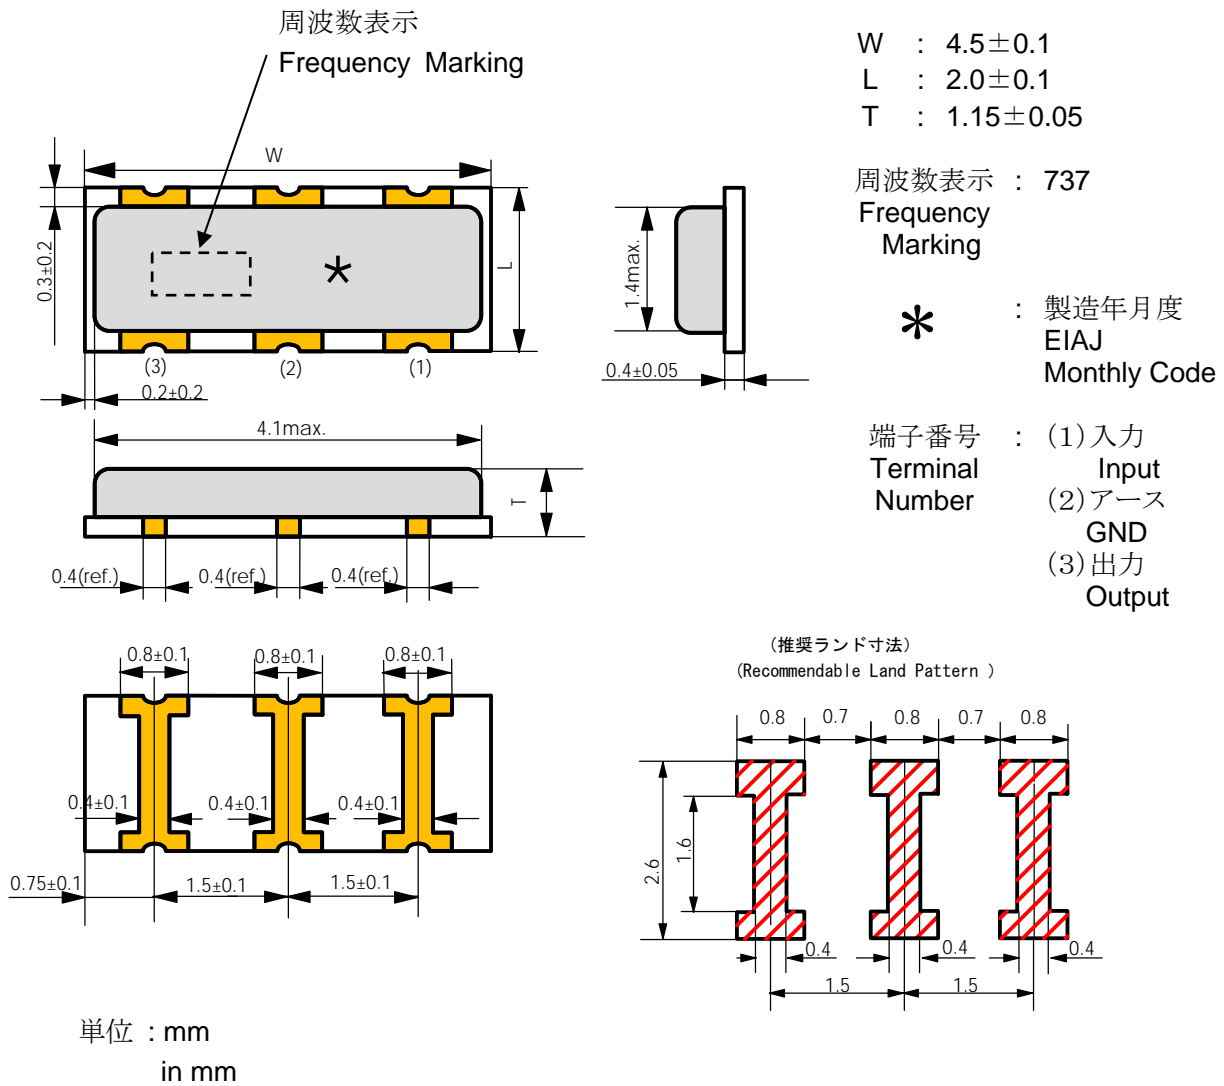 周波数表示
Frequency Marking
W : 4.5±0.1
L : 2.0±0.1
T : 1.15±0.05
周波数表示 : 737
Frequency
Marking
* : 製造年月度
EIAJ
Monthly Code
端子番号 : (1)入力
Terminal Input
Number (2)アース
GND
(3)出力
Output
W
0.3±0.2
*
L
(3) (2) (1)
0.2±0.2
1.4max.
0.4±0.05
4.1max.
T
0.4(ref.) 0.4(ref.) 0.4(ref.)
0.8±0.1 0.8±0.1 0.8±0.1
0.4±0.1 0.4±0.1 0.4±0.1
0.75±0.1 1.5±0.1 1.5±0.1
(推奨ランド寸法)
(Recommendable Land Pattern )
0.8 0.7 0.8 0.7 0.8
2.6 1.6
0.4 0.4 0.4
1.5 1.5
単位 : mm
in mm